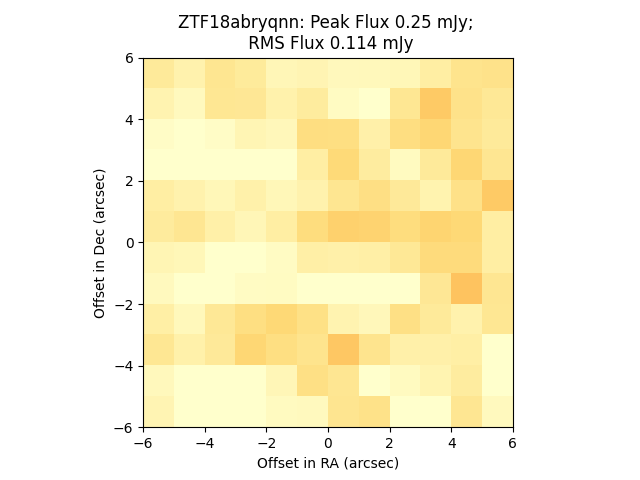 ZTF18abryqnn: Peak Flux 0.25 mJy;
RMS Flux 0.114 mJy
6
4
2
0
−2
−4
−6
Offset in Dec (arcsec)
−6 −4 −2 0 2 4 6
Offset in RA (arcsec)